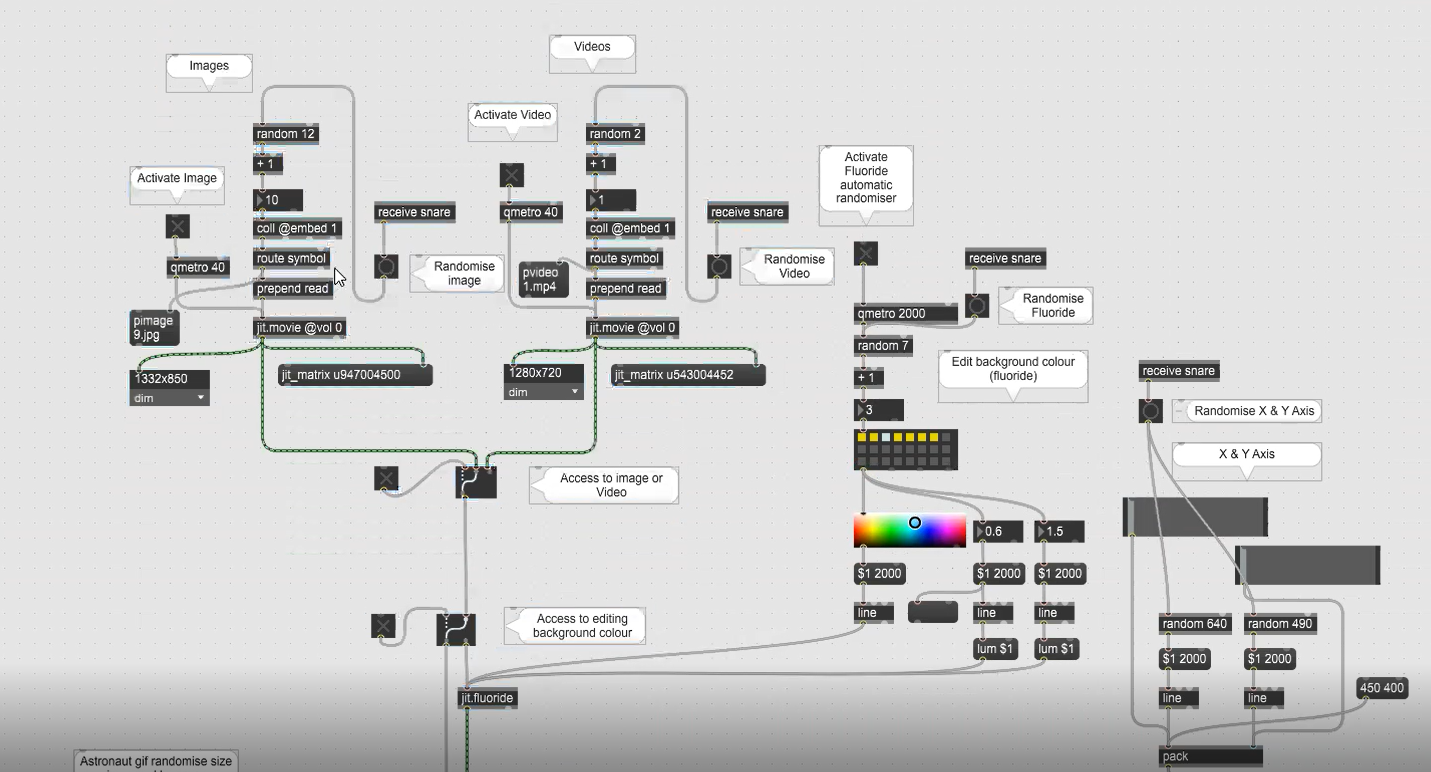 Images
random 12
+ 1
Activate Image
10
coll @embed 1
route symbol
qmetro 40
prepend read
pimage
9.jpg
jit.movie @vol 0
1332x850
dim
jit_matrix u947004500
receive snare
Randomise
image
Videos
Activate Video
random 2
+ 1
1
qmetro 40
coll @embed 1
route symbol
pvideo
1.mp4
prepend read
jit.movie @vol 0
1280x720
dim
jit_matrix u543004452
receive snare
Randomise
Video
Access to image or
Video
Access to editing
background colour
jit.fluoride
Astronaut gif randomise size
Activate
Fluoride
automatic
randomiser
receive snare
Randomise
Fluoride
qmetro 2000
random 7
+ 1
3
Edit background colour
(fluoride)
0.6
1.5
$1 2000
$1 2000
$1 2000
line
line
line
lum $1
lum $1
receive snare
Randomise X & Y Axis
X & Y Axis
random 640
random 490
$1 2000
$1 2000
line
line
450 400
pack